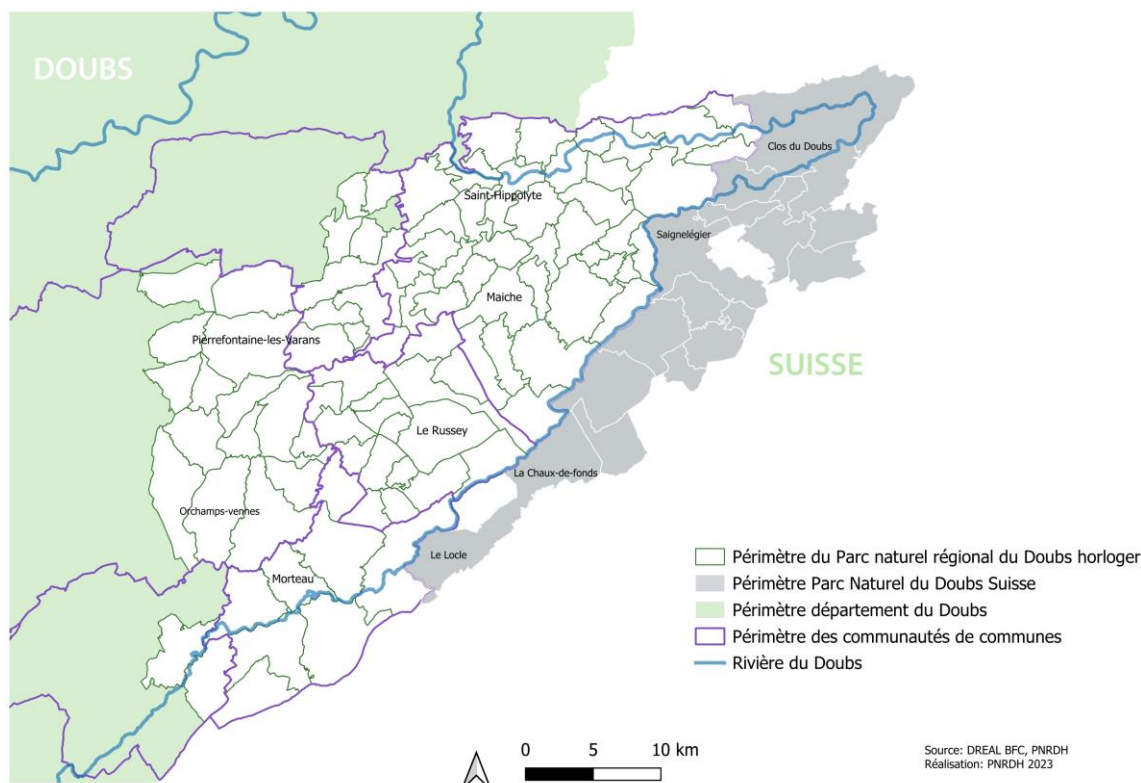 DOUBS
Clos du Doubs
Saint-Hippolyte
Saignelégier
Maiche
Pierrefontaine-les-Varans
SUISSE
Le Russey
La Chaux-de-fonds
Orchamps-vennes
Le Locle
Morteau
Périmètre du Parc naturel régional du Doubs horloger
Périmètre Parc Naturel du Doubs Suisse
Périmètre département du Doubs
Périmètre des communautés de communes
Rivière du Doubs
0 5 10 km
Source: DREAL BFC, PNRDH
Réalisation: PNRDH 2023